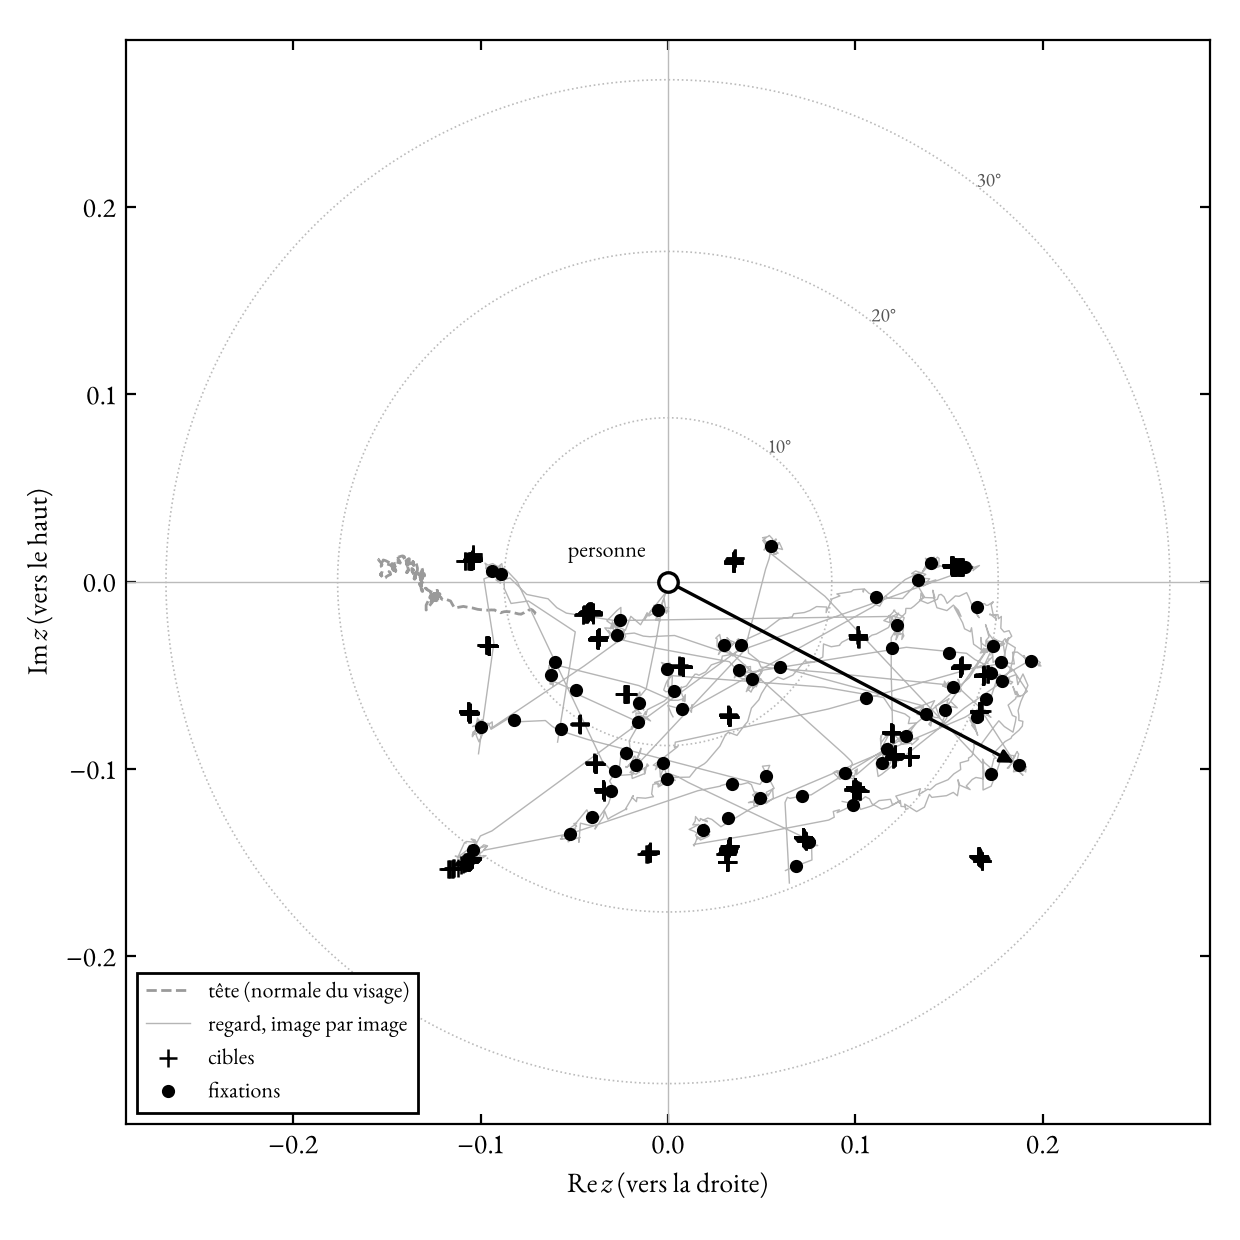 30°
0.2
20°
0.1
10°
personne
0.0
−0.1
−0.2
Im z (vers le haut)
tête (normale du visage)
regard, image par image
cibles
fixations
−0.2 −0.1 0.0 0.1 0.2
Re z (vers la droite)